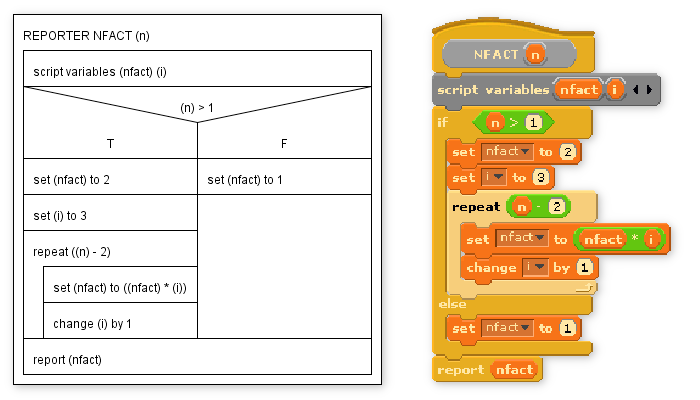 REPORTER NFACT (n)
script variables (nfact) (i)
(n) > 1
T F
set (nfact) to 2 set (nfact) to 1
set (i) to 3
repeat ((n) - 2)
set (nfact) to ((nfact) * (i))
change (i) by 1
report (nfact)
NFACT n
script variables nfact i
if n > 1
set nfact to 2
set i to 3
repeat n - 2
set nfact to nfact * i
change i by 1
else
set nfact to 1
report nfact